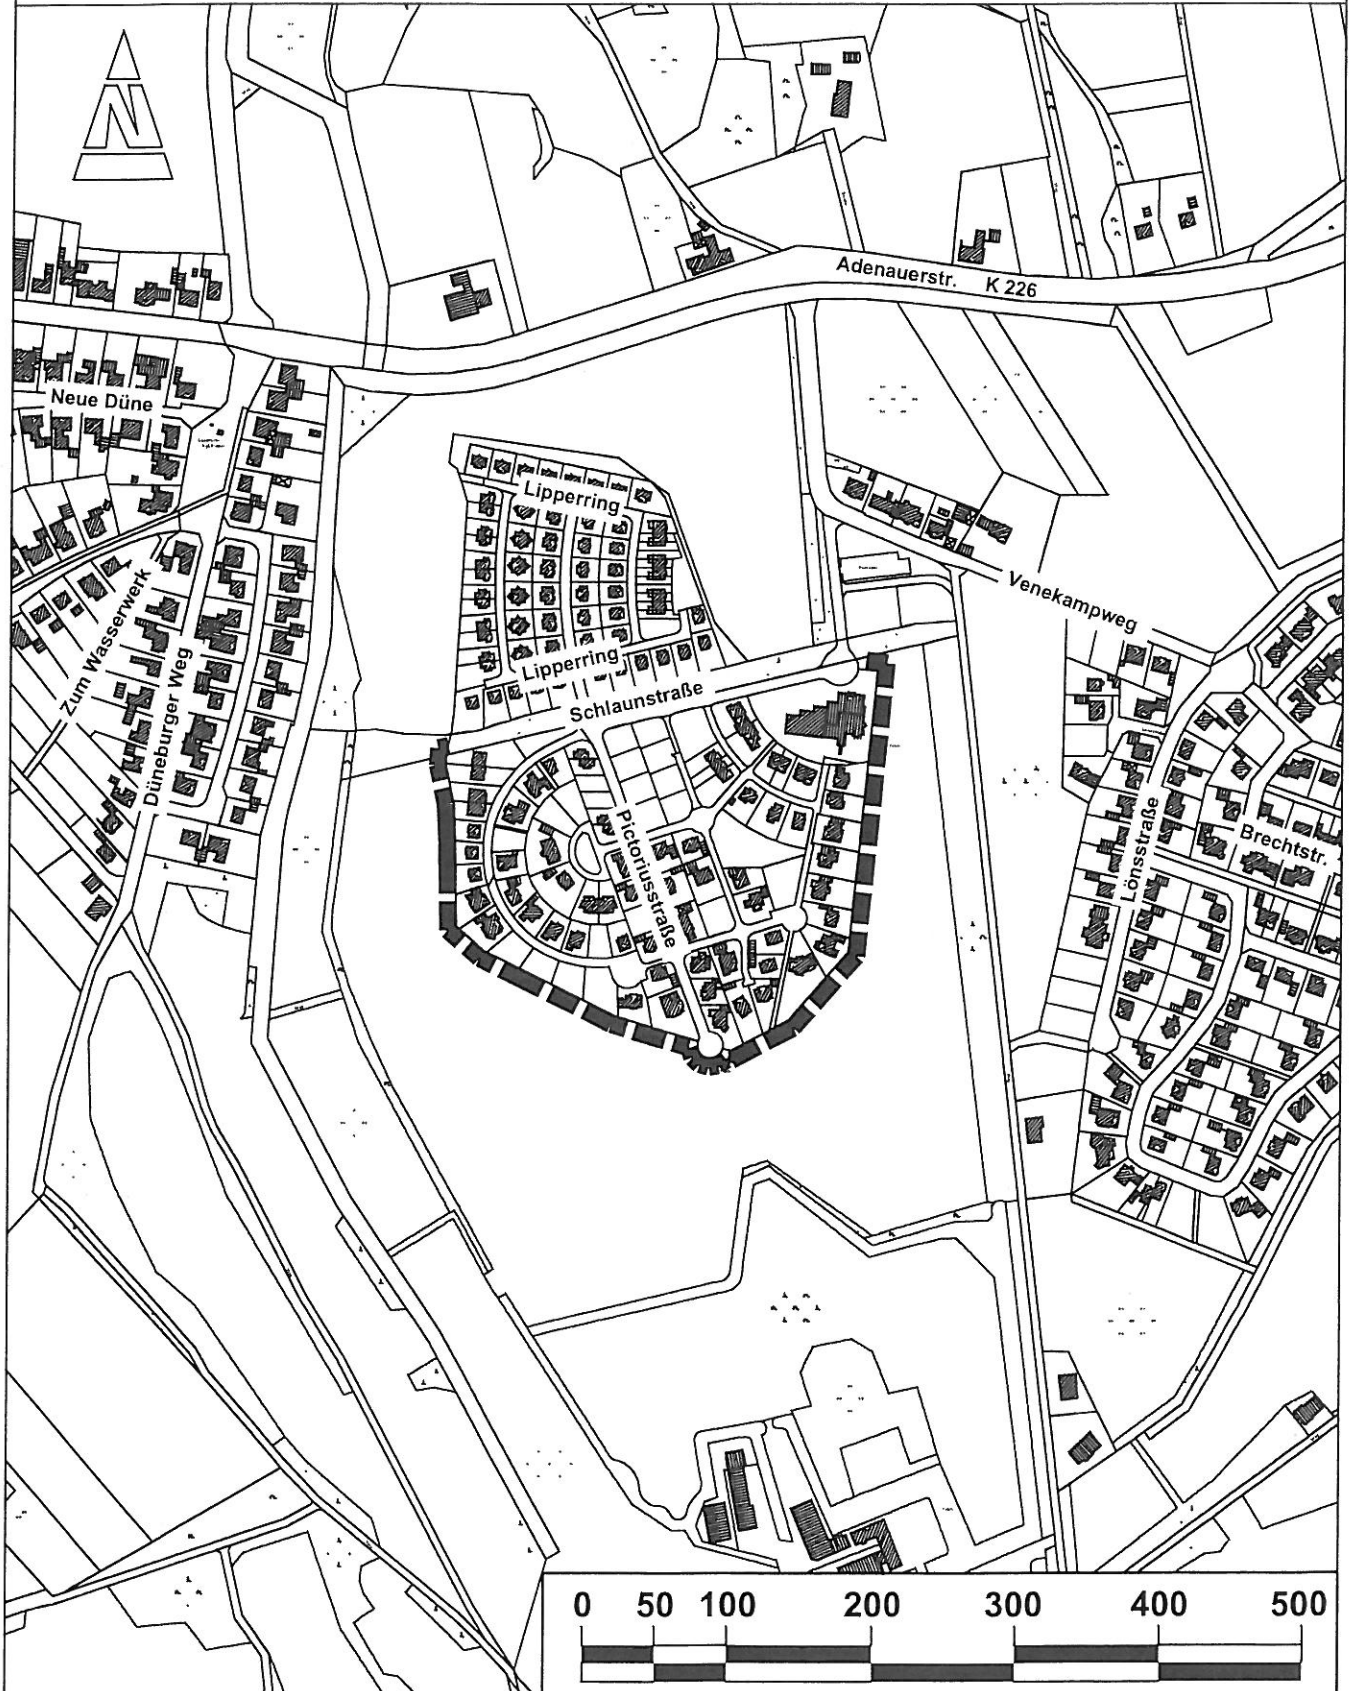 N
Adenauerstr. K 226
Neue Düne
Lipperring
Venekampweg
Zum Wasserwerk
Düneburger Weg
Lipperring
Schlaunstraße
Pictoriusstraße
Lönsstraße
Brechtstr.
0 50 100 200 300 400 500